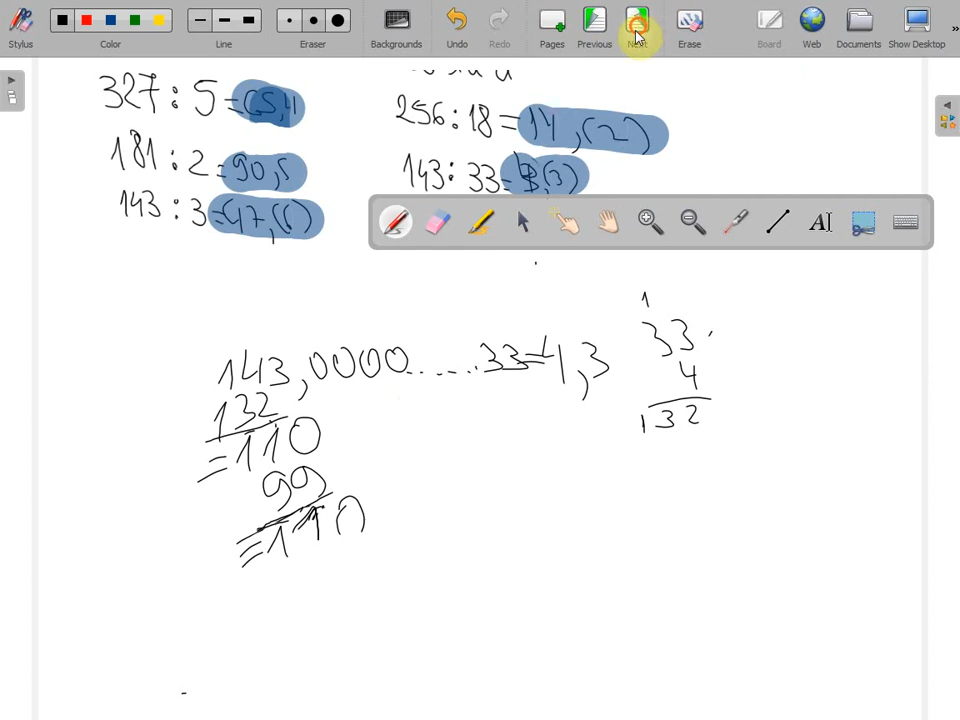 Stylus
Color
Line
Eraser
Backgrounds
Undo
Redo
Pages
Previous
Next
Erase
Board
Web
Documents
Show Desktop
327 : 5 = 65,4
256 : 18 = 14,(2)
181 : 2 = 90,5
143 : 33 = 4,(3)
143 : 3 = 47,(6)
143,0000......33=4,3
132
=110
99
=110
1
33 ·
4
132